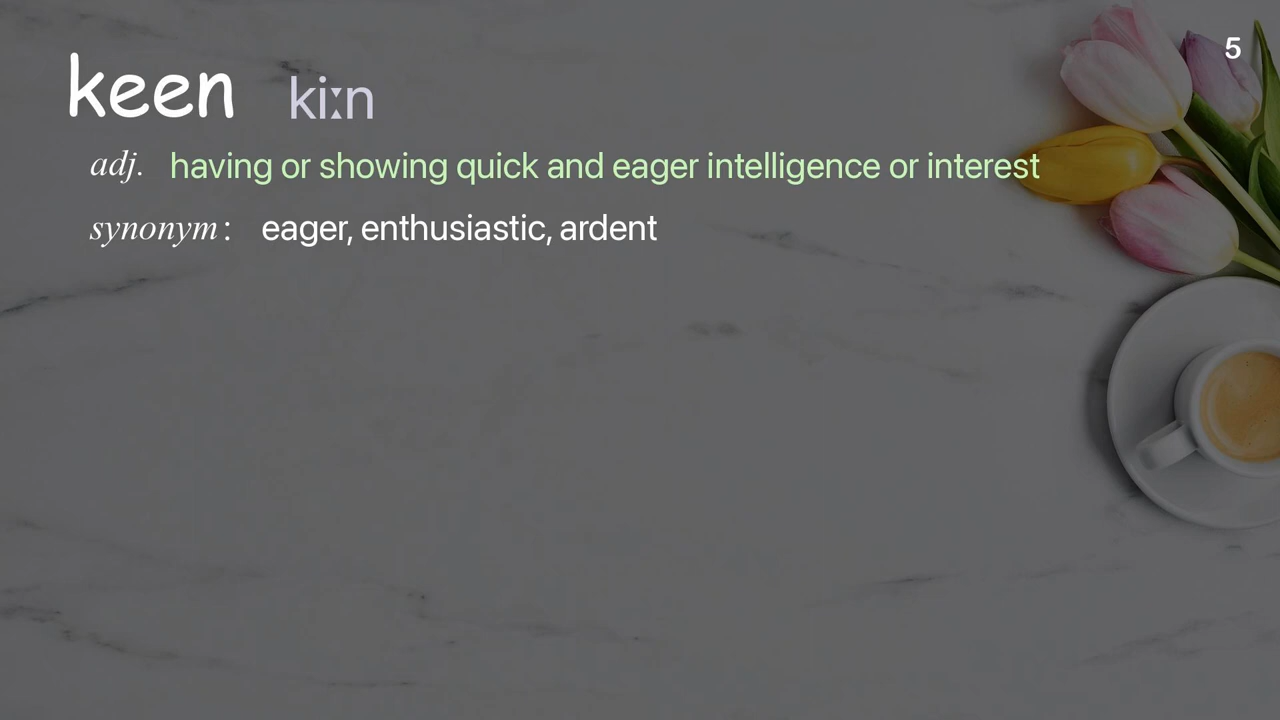 5
keen kiːn
adj. having or showing quick and eager intelligence or interest
synonym : eager, enthusiastic, ardent